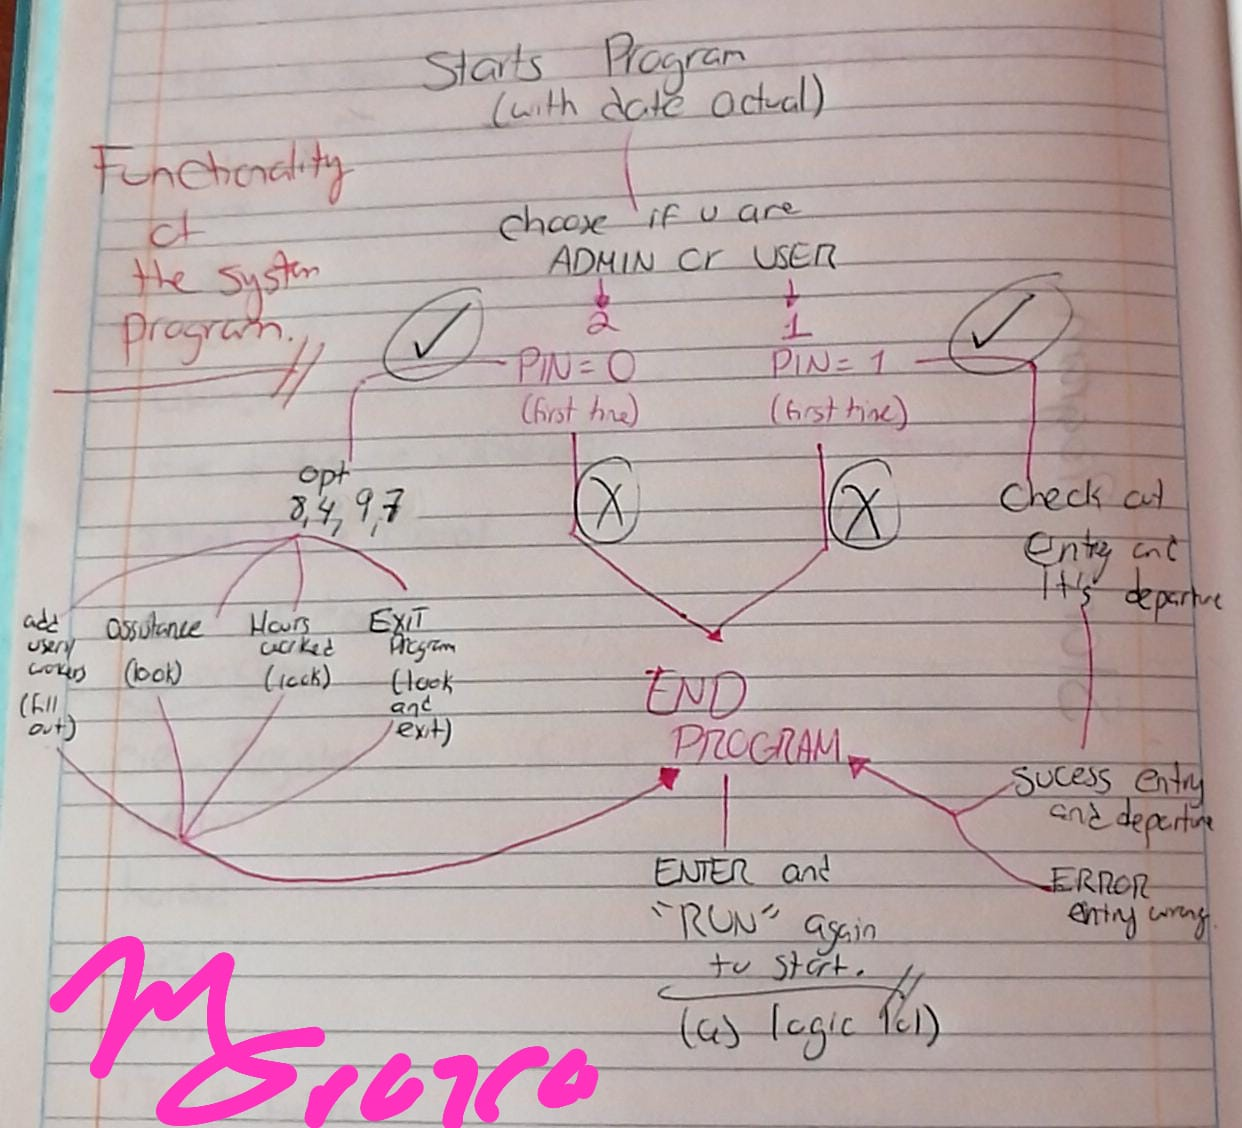 Starts Program
(with date actual)
Functionality
of
the system
program.
choose if u are
ADMIN or USER
2
1
PIN = 0
PIN = 1
(first time)
(first time)
opt
8,4, 9,7
X
X
Check out
entry and
It's departure
add
user/
workers
(fill
out)
assistance
(look)
Hours
worked
(look)
EXIT
Program
(look
and
exit)
END
PROGRAM
sucess entry
and departure
ERROR
entry wrong.
ENTER and
"RUN" again
to start.
(as logic lol)